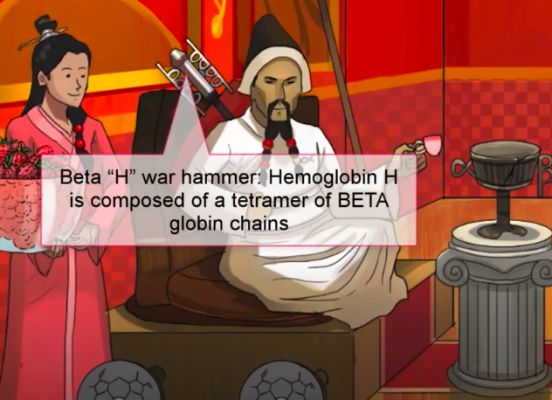 Beta “H” war hammer: Hemoglobin H
is composed of a tetramer of BETA
globin chains